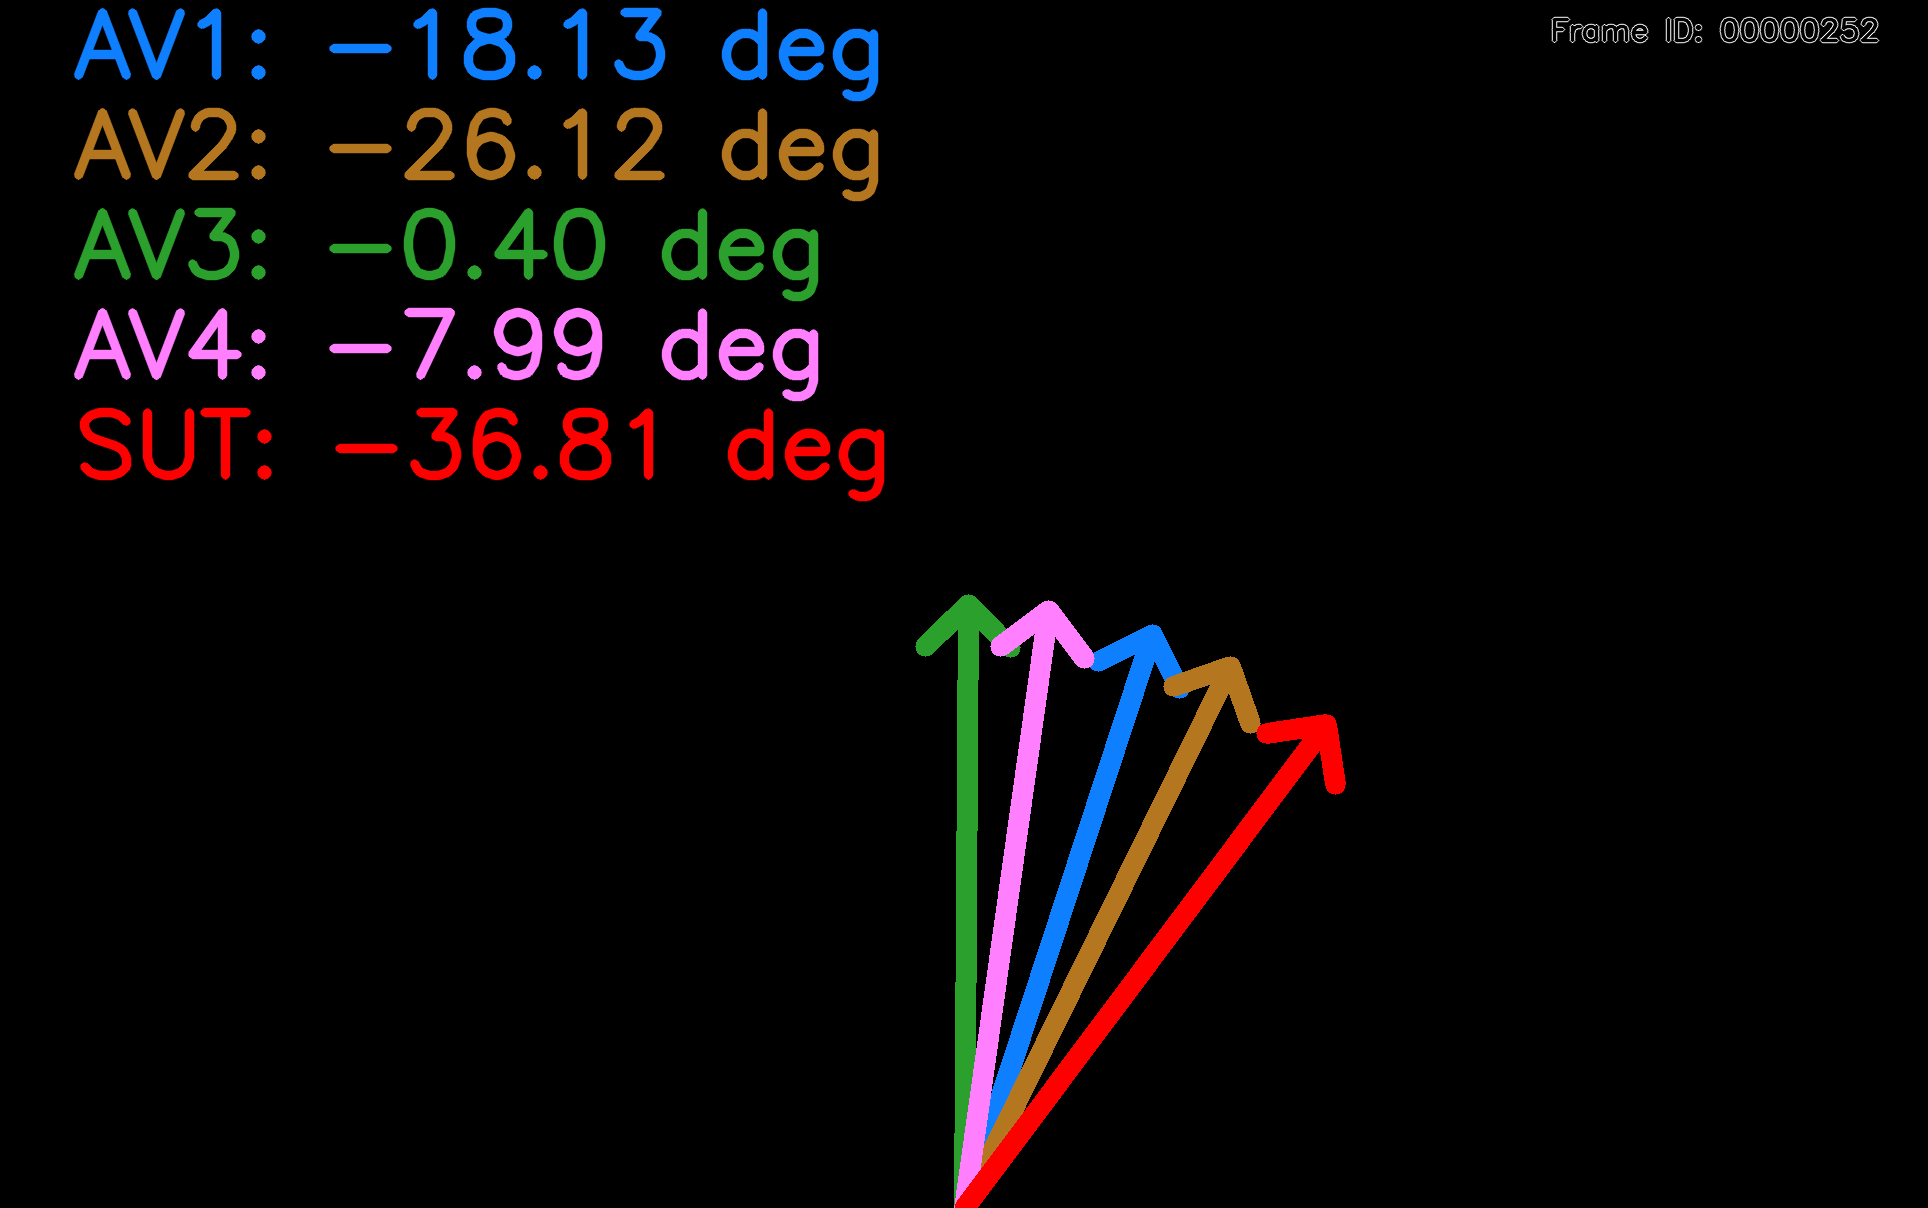 AV1: -18.13 deg
Frame ID: 00000252
AV2: -26.12 deg
AV3: -0.40 deg
AV4: -7.99 deg
SUT: -36.81 deg